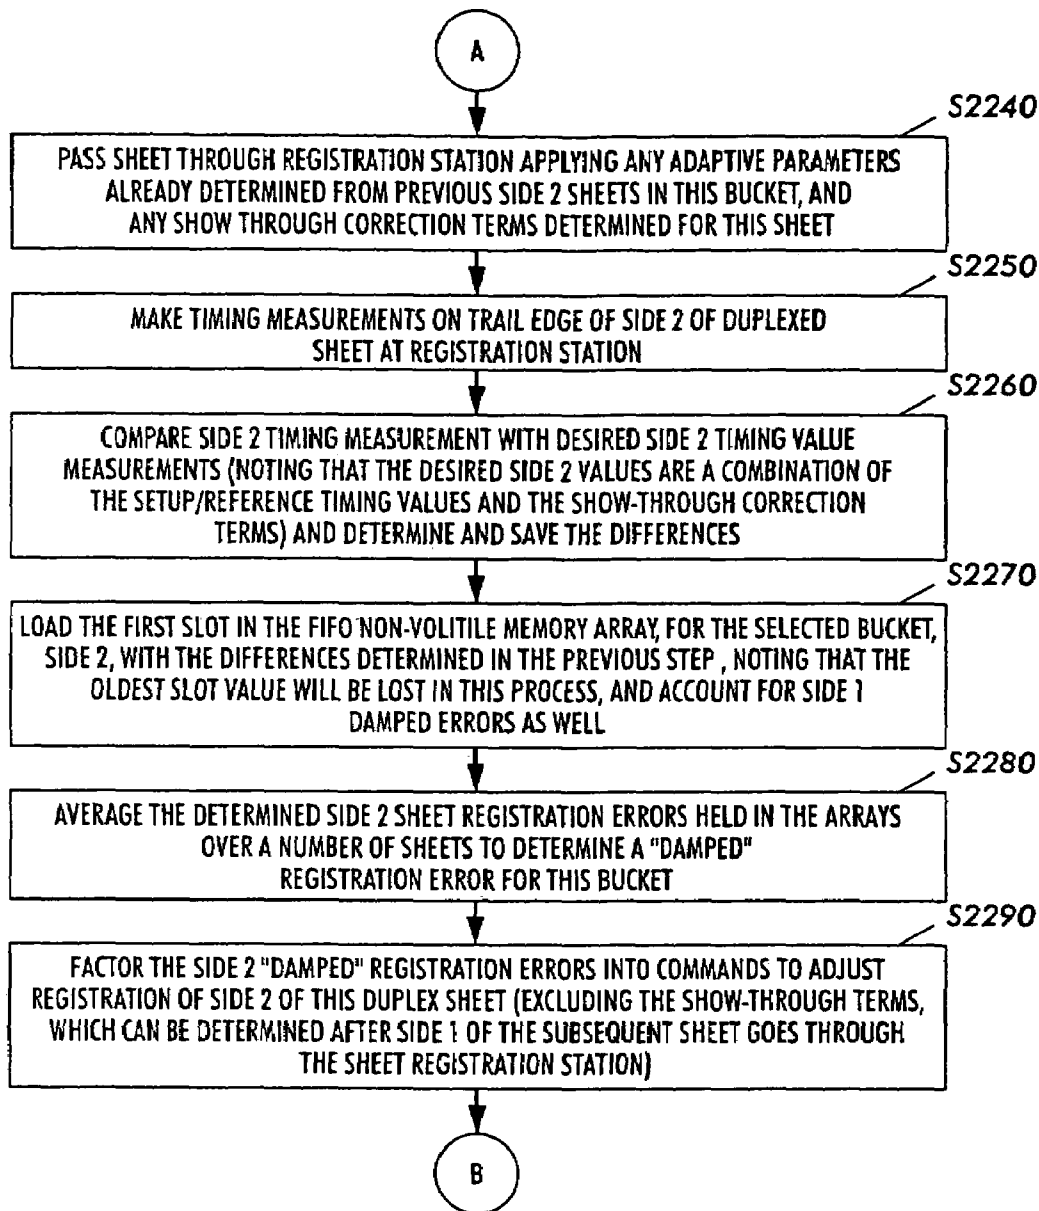 A
S2240
PASS SHEET THROUGH REGISTRATION STATION APPLYING ANY ADAPTIVE PARAMETERS
ALREADY DETERMINED FROM PREVIOUS SIDE 2 SHEETS IN THIS BUCKET, AND
ANY SHOW THROUGH CORRECTION TERMS DETERMINED FOR THIS SHEET
S2250
MAKE TIMING MEASUREMENTS ON TRAIL EDGE OF SIDE 2 OF DUPLEXED
SHEET AT REGISTRATION STATION
S2260
COMPARE SIDE 2 TIMING MEASUREMENT WITH DESIRED SIDE 2 TIMING VALUE
MEASUREMENTS (NOTING THAT THE DESIRED SIDE 2 VALUES ARE A COMBINATION OF
THE SETUP/REFERENCE TIMING VALUES AND THE SHOW-THROUGH CORRECTION
TERMS) AND DETERMINE AND SAVE THE DIFFERENCES
S2270
LOAD THE FIRST SLOT IN THE FIFO NON-VOLITILE MEMORY ARRAY, FOR THE SELECTED BUCKET,
SIDE 2, WITH THE DIFFERENCES DETERMINED IN THE PREVIOUS STEP , NOTING THAT THE
OLDEST SLOT VALUE WILL BE LOST IN THIS PROCESS, AND ACCOUNT FOR SIDE 1
DAMPED ERRORS AS WELL
S2280
AVERAGE THE DETERMINED SIDE 2 SHEET REGISTRATION ERRORS HELD IN THE ARRAYS
OVER A NUMBER OF SHEETS TO DETERMINE A "DAMPED"
REGISTRATION ERROR FOR THIS BUCKET
S2290
FACTOR THE SIDE 2 "DAMPED" REGISTRATION ERRORS INTO COMMANDS TO ADJUST
REGISTRATION OF SIDE 2 OF THIS DUPLEX SHEET (EXCLUDING THE SHOW-THROUGH TERMS,
WHICH CAN BE DETERMINED AFTER SIDE 1 OF THE SUBSEQUENT SHEET GOES THROUGH
THE SHEET REGISTRATION STATION)
B